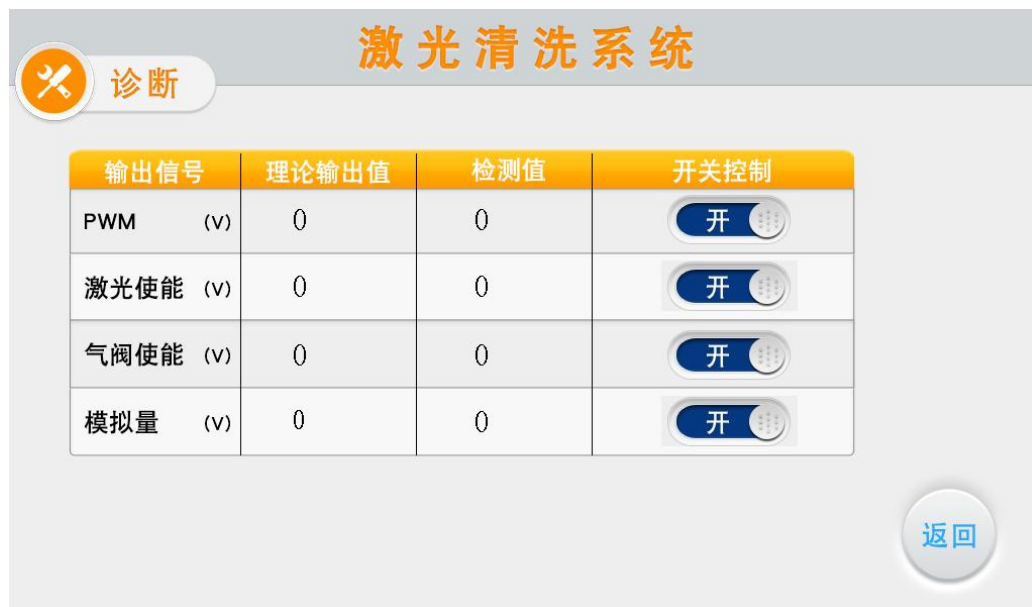 激光清洗系统
诊断
输出信号 理论输出值 检测值 开关控制
PWM (V) 0 0 开
激光使能 (V) 0 0 开
气阀使能 (V) 0 0 开
模拟量 (V) 0 0 开
返回